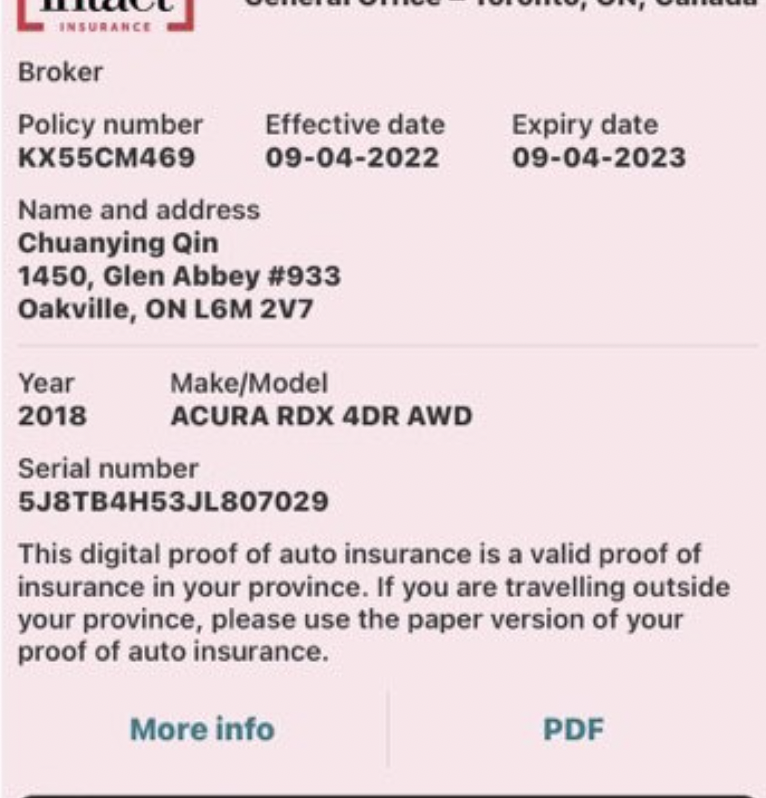 Intact
INSURANCE
General Office – Toronto, ON, Canada
Broker
Policy number Effective date Expiry date
KX55CM469 09-04-2022 09-04-2023
Name and address
Chuanying Qin
1450, Glen Abbey #933
Oakville, ON L6M 2V7
Year Make/Model
2018 ACURA RDX 4DR AWD
Serial number
5J8TB4H53JL807029
This digital proof of auto insurance is a valid proof of
insurance in your province. If you are travelling outside
your province, please use the paper version of your
proof of auto insurance.
More info PDF